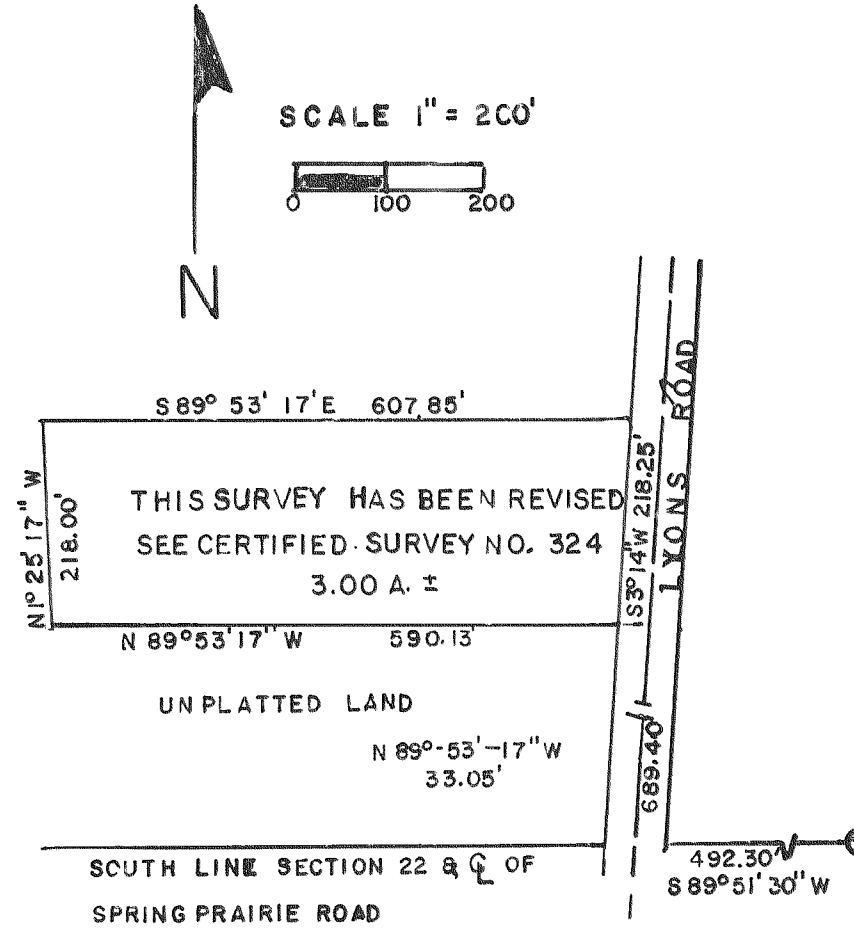 SCALE 1" = 200'
0 100 200
N
S 89° 53' 17' E 607.85'
N1° 25' 17" W
218.00'
THIS SURVEY HAS BEEN REVISED
SEE CERTIFIED SURVEY NO. 324
3.00 A. ±
S3° 14" W 218.25'
LYONS ROAD
N 89° 53' 17" W 590.13'
UNPLATTED LAND
N 89°-53'-17" W
33.05'
689.40'
SOUTH LINE SECTION 22 & ℄ OF
SPRING PRAIRIE ROAD
492.30'
S 89° 51' 30" W